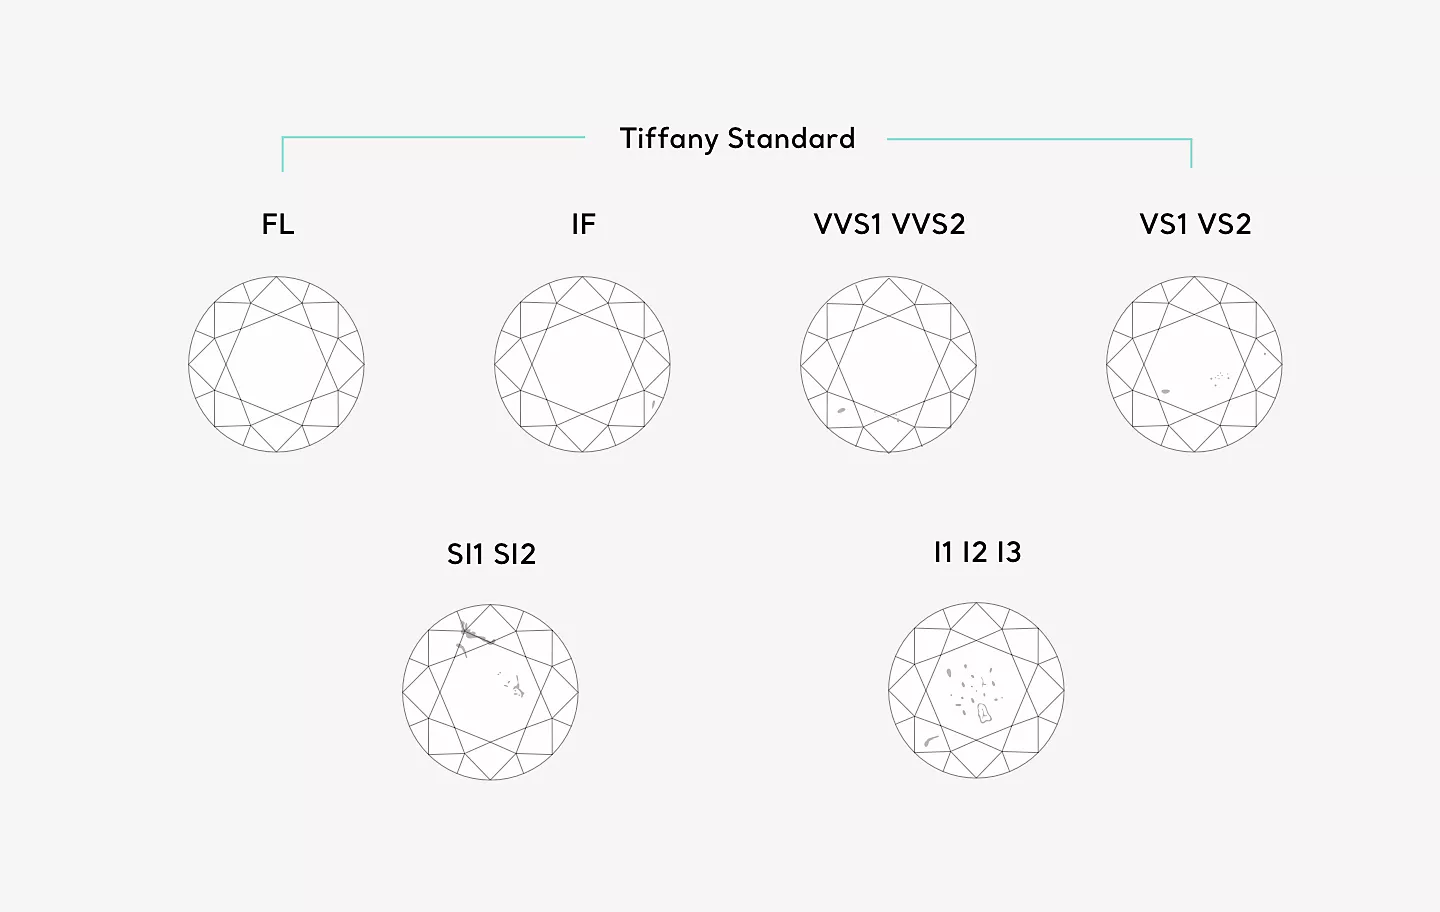 Tiffany Standard
FL
IF
VVS1 VVS2
VS1 VS2
SI1 SI2
I1 I2 I3